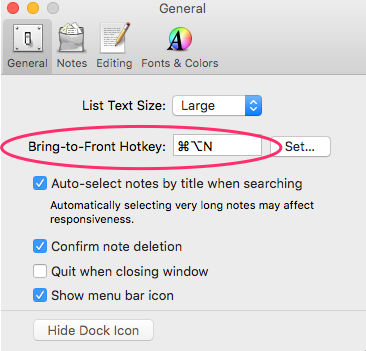 General
General Notes Editing Fonts & Colors
List Text Size: Large
Bring-to-Front Hotkey: ⌘⌥N Set...
Auto-select notes by title when searching
Automatically selecting very long notes may affect
responsiveness.
Confirm note deletion
Quit when closing window
Show menu bar icon
Hide Dock Icon